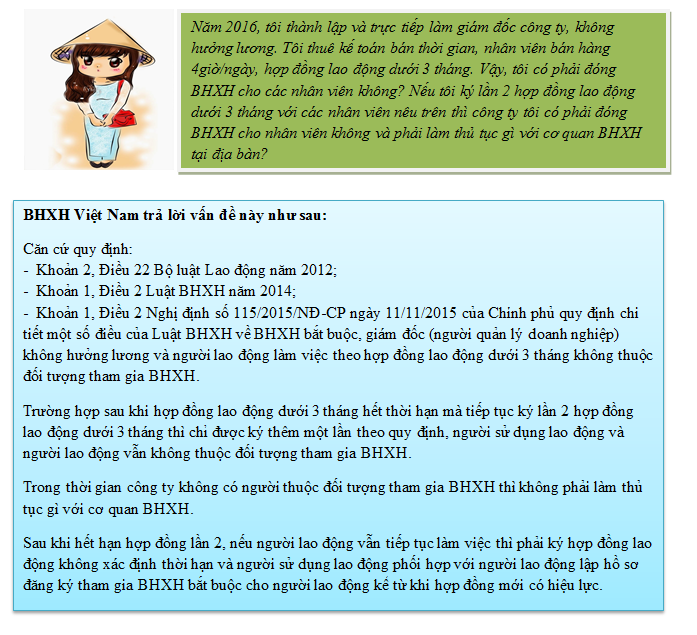 Năm 2016, tôi thành lập và trực tiếp làm giám đốc công ty, không
hưởng lương. Tôi thuê kế toán bán thời gian, nhân viên bán hàng
4giờ/ngày, hợp đồng lao động dưới 3 tháng. Vậy, tôi có phải đóng
BHXH cho các nhân viên không? Nếu tôi ký lần 2 hợp đồng lao động
dưới 3 tháng với các nhân viên nêu trên thì công ty tôi có phải đóng
BHXH cho nhân viên không và phải làm thủ tục gì với cơ quan BHXH
tại địa bàn?
BHXH Việt Nam trả lời vấn đề này như sau:
Căn cứ quy định:
- Khoản 2, Điều 22 Bộ luật Lao động năm 2012;
- Khoản 1, Điều 2 Luật BHXH năm 2014;
- Khoản 1, Điều 2 Nghị định số 115/2015/NĐ-CP ngày 11/11/2015 của Chính phủ quy định chi
tiết một số điều của Luật BHXH về BHXH bắt buộc, giám đốc (người quản lý doanh nghiệp)
không hưởng lương và người lao động làm việc theo hợp đồng lao động dưới 3 tháng không thuộc
đối tượng tham gia BHXH.
Trường hợp sau khi hợp đồng lao động dưới 3 tháng hết thời hạn mà tiếp tục ký lần 2 hợp đồng
lao động dưới 3 tháng thì chỉ được ký thêm một lần theo quy định, người sử dụng lao động và
người lao động vẫn không thuộc đối tượng tham gia BHXH.
Trong thời gian công ty không có người thuộc đối tượng tham gia BHXH thì không phải làm thủ
tục gì với cơ quan BHXH.
Sau khi hết hạn hợp đồng lần 2, nếu người lao động vẫn tiếp tục làm việc thì phải ký hợp đồng lao
động không xác định thời hạn và người sử dụng lao động phối hợp với người lao động lập hồ sơ
đăng ký tham gia BHXH bắt buộc cho người lao động kể từ khi hợp đồng mới có hiệu lực.